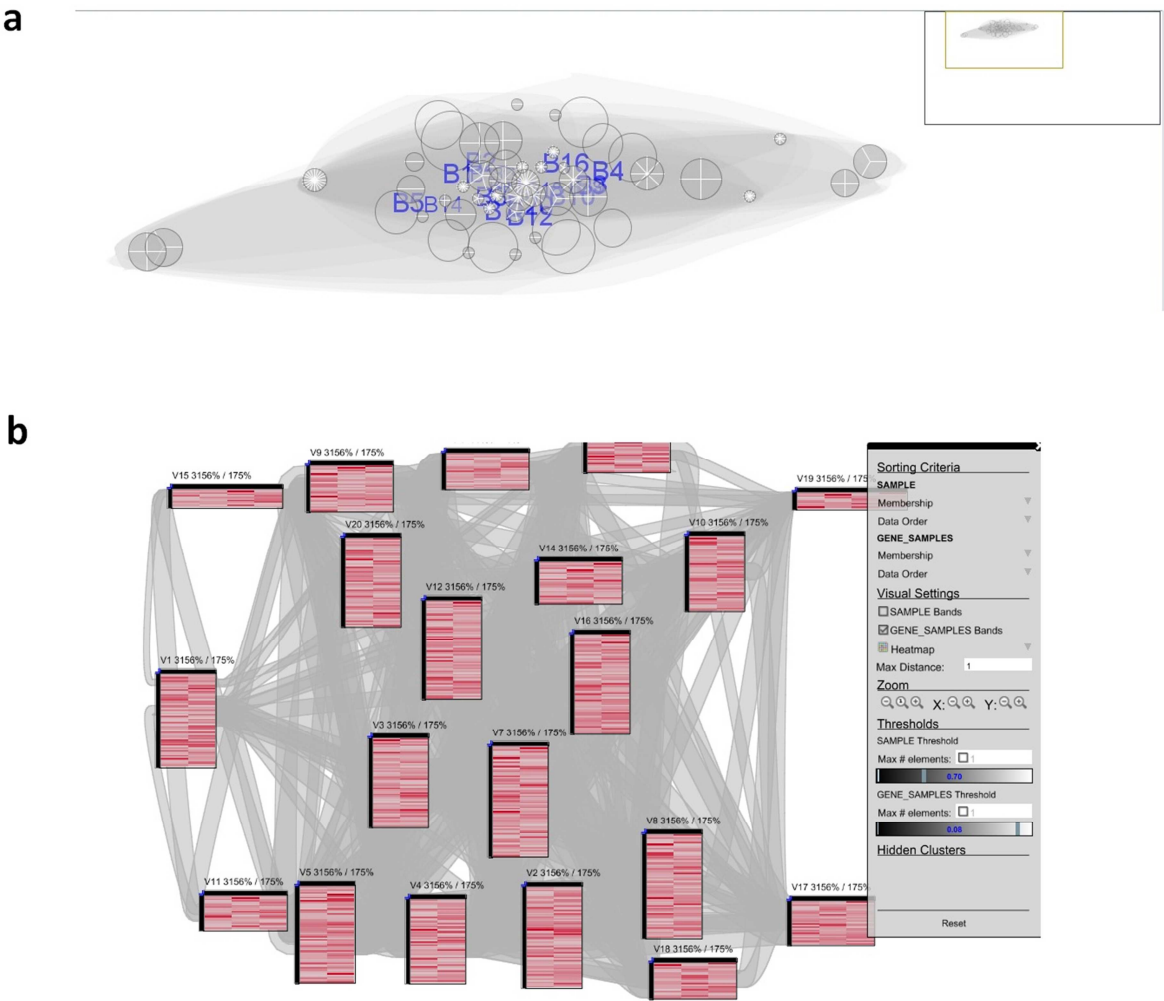 a
B16
B4
B5
B14
B12
b
V9 3156% / 175%
V15 3156% / 175%
V19 3156% / 175%
V20 3156% / 175%
V10 3156% / 175%
V14 3156% / 175%
V12 3156% / 175%
V16 3156% / 175%
V1 3156% / 175%
V3 3156% / 175%
V7 3156% / 175%
V8 3156% / 175%
V5 3156% / 175%
V2 3156% / 175%
V11 3156% / 175%
V4 3156% / 175%
V17 3156% / 175%
V18 3156% / 175%
Sorting Criteria
SAMPLE
Membership
Data Order
GENE_SAMPLES
Membership
Data Order
Visual Settings
SAMPLE Bands
GENE_SAMPLES Bands
Heatmap
Max Distance: 1
Zoom
X: Y:
Thresholds
SAMPLE Threshold
Max # elements: 1
0.70
GENE_SAMPLES Threshold
Max # elements: 1
0.08
Hidden Clusters
Reset